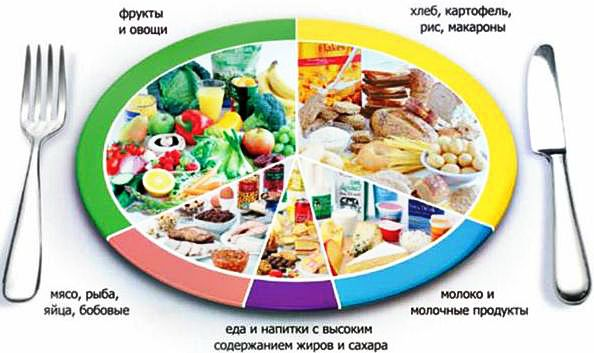 фрукты
и овощи
хлеб, картофель,
рис, макароны
Flakes
мясо, рыба,
яйца, бобовые
молоко и
молочные продукты
еда и напитки с высоким
содержанием жиров и сахара